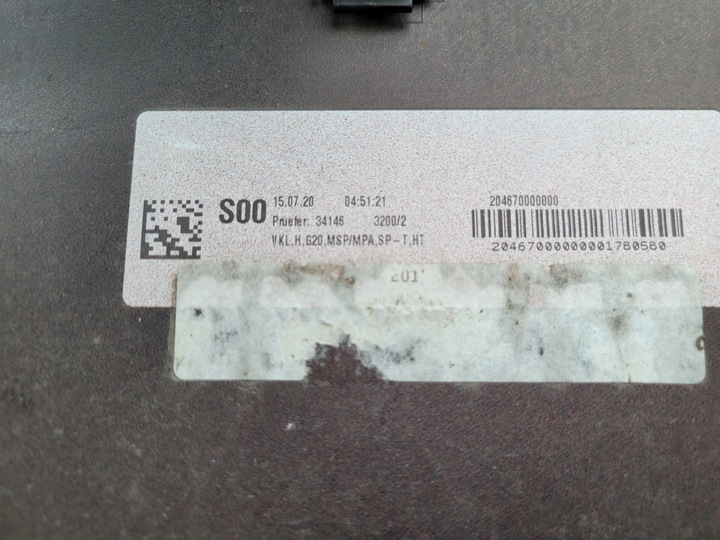 S00
15.07.20 04:51:21
Pruefer: 34146 3200/2
VKL,H,G20,MSP/MPA,SP-T,HT
204670000000
20467000000001780580
201